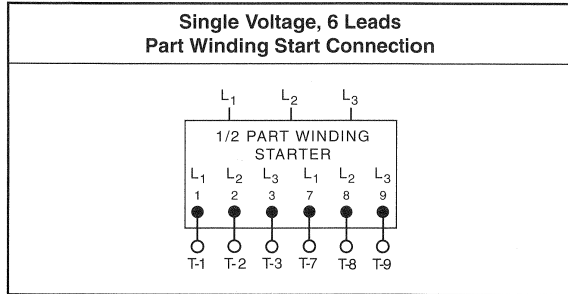 Single Voltage, 6 Leads
Part Winding Start Connection
L1 L2 L3
1/2 PART WINDING
STARTER
L1 L2 L3 L1 L2 L3
1 2 3 7 8 9
T-1 T-2 T-3 T-7 T-8 T-9